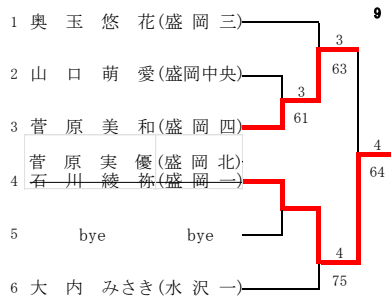 9
1 奥玉悠花(盛岡三)
3
2 山口萌愛(盛岡中央)
63
3
3 菅原美和(盛岡四)
61
菅原実優(盛岡北)
4
4 石川綾祢(盛岡一)
64
5 bye bye
4
6 大内みさき(水沢一)
75